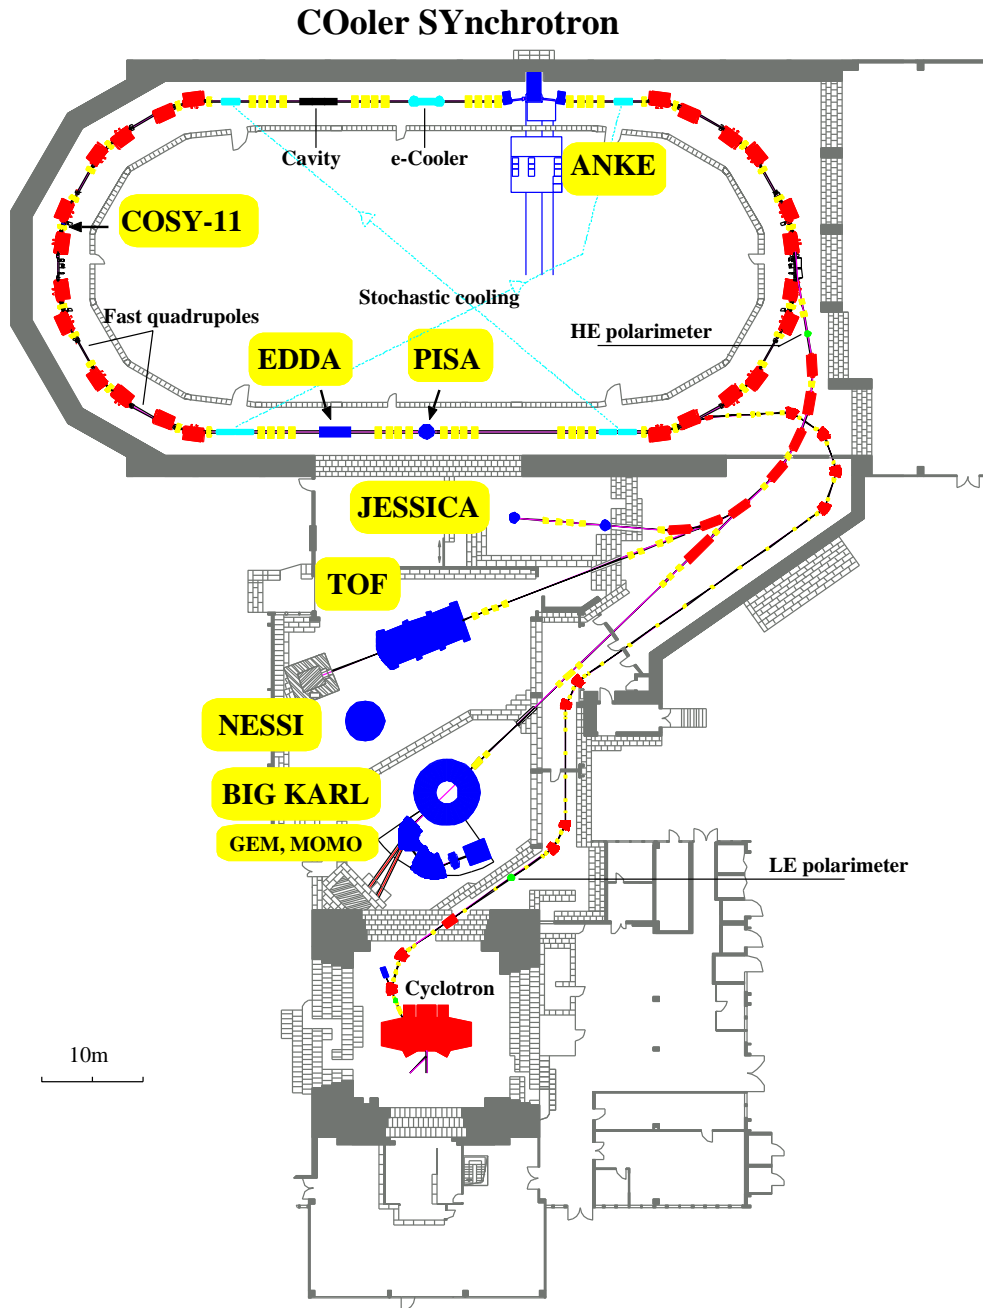 COoler SYnchrotron
Cavity
e-Cooler
ANKE
COSY-11
Stochastic cooling
Fast quadrupoles
HE polarimeter
EDDA
PISA
JESSICA
TOF
NESSI
BIG KARL
GEM, MOMO
LE polarimeter
Cyclotron
10m